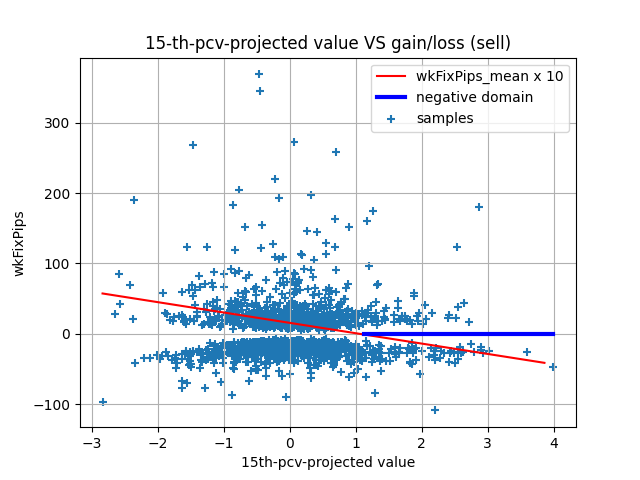 15-th-pcv-projected value VS gain/loss (sell)
wkFixPips_mean x 10
negative domain
samples
wkFixPips
300
200
100
0
−100
−3
−2
−1
0
1
2
3
4
15th-pcv-projected value